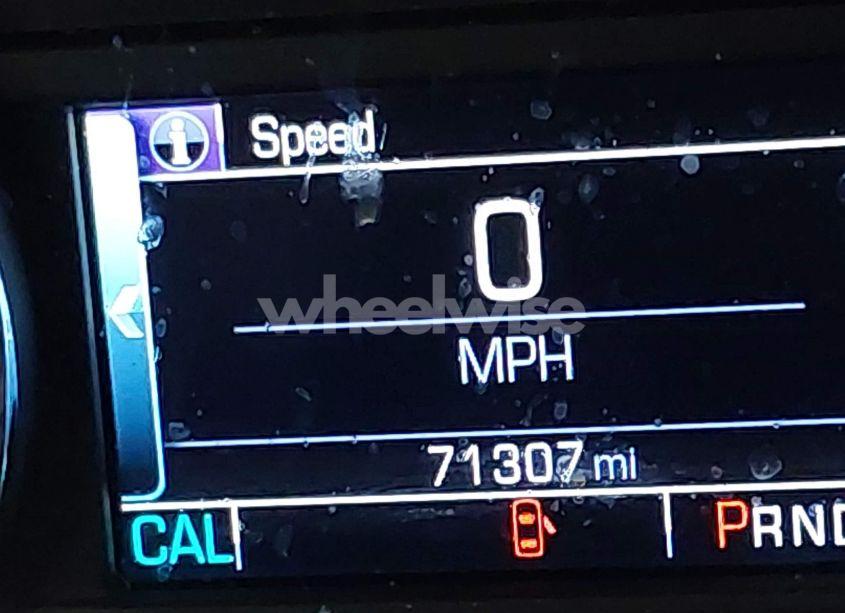 Speed
0
wheelwise
MPH
71307 mi
CAL
PRND